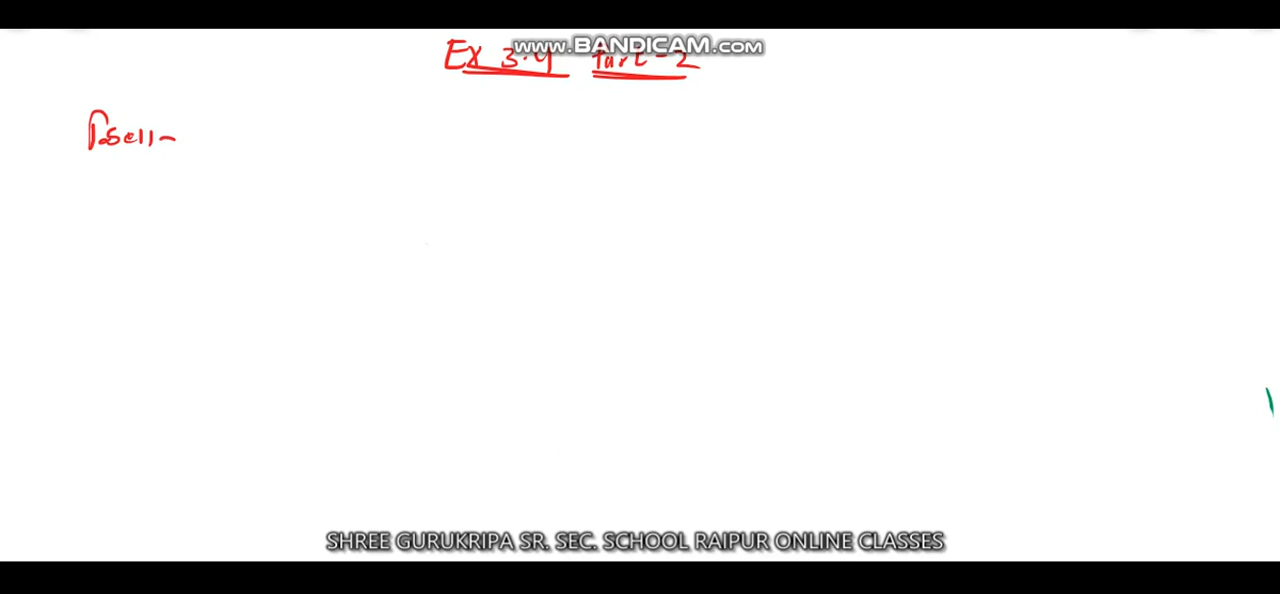 www.BANDICAM.com
Ex 3.4 Part-2
SHREE GURUKRIPA SR. SEC. SCHOOL RAIPUR ONLINE CLASSES